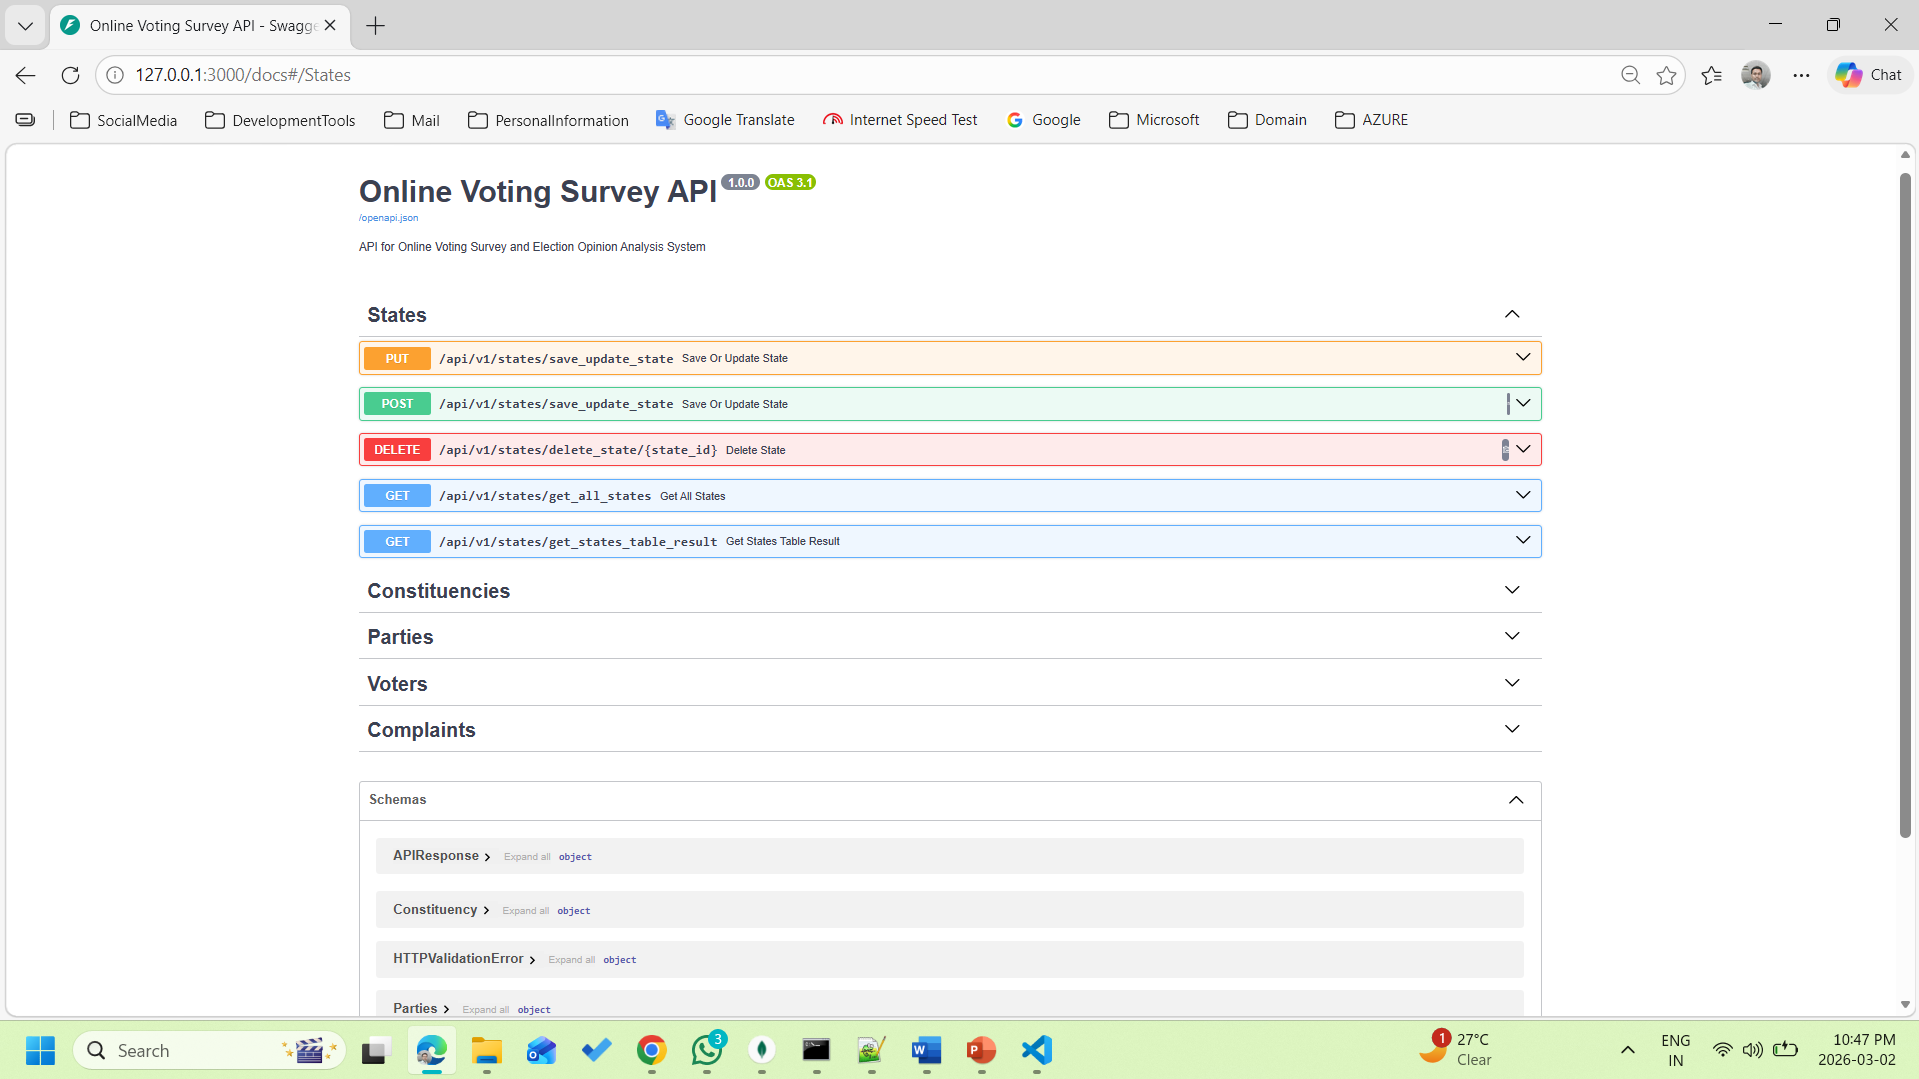 Online Voting Survey API - Swagge
127.0.0.1:3000/docs#/States
Chat
SocialMedia
DevelopmentTools
Mail
PersonalInformation
Google Translate
Internet Speed Test
Google
Microsoft
Domain
AZURE
Online Voting Survey API 1.0.0 OAS 3.1
/openapi.json
API for Online Voting Survey and Election Opinion Analysis System
States
PUT /api/v1/states/save_update_state Save Or Update State
POST /api/v1/states/save_update_state Save Or Update State
DELETE /api/v1/states/delete_state/{state_id} Delete State
GET /api/v1/states/get_all_states Get All States
GET /api/v1/states/get_states_table_result Get States Table Result
Constituencies
Parties
Voters
Complaints
Schemas
APIResponse Expand all object
Constituency Expand all object
HTTPValidationError Expand all object
Parties Expand all object
Search
3
1
27°C
Clear
ENG
IN
10:47 PM
2026-03-02